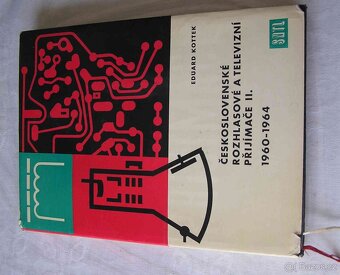 EDUARD KOTTEK
ČESKOSLOVENSKÉ
ROZHLASOVÉ A TELEVIZNÍ
PŘIJÍMAČE II.
1960-1964
SNTL